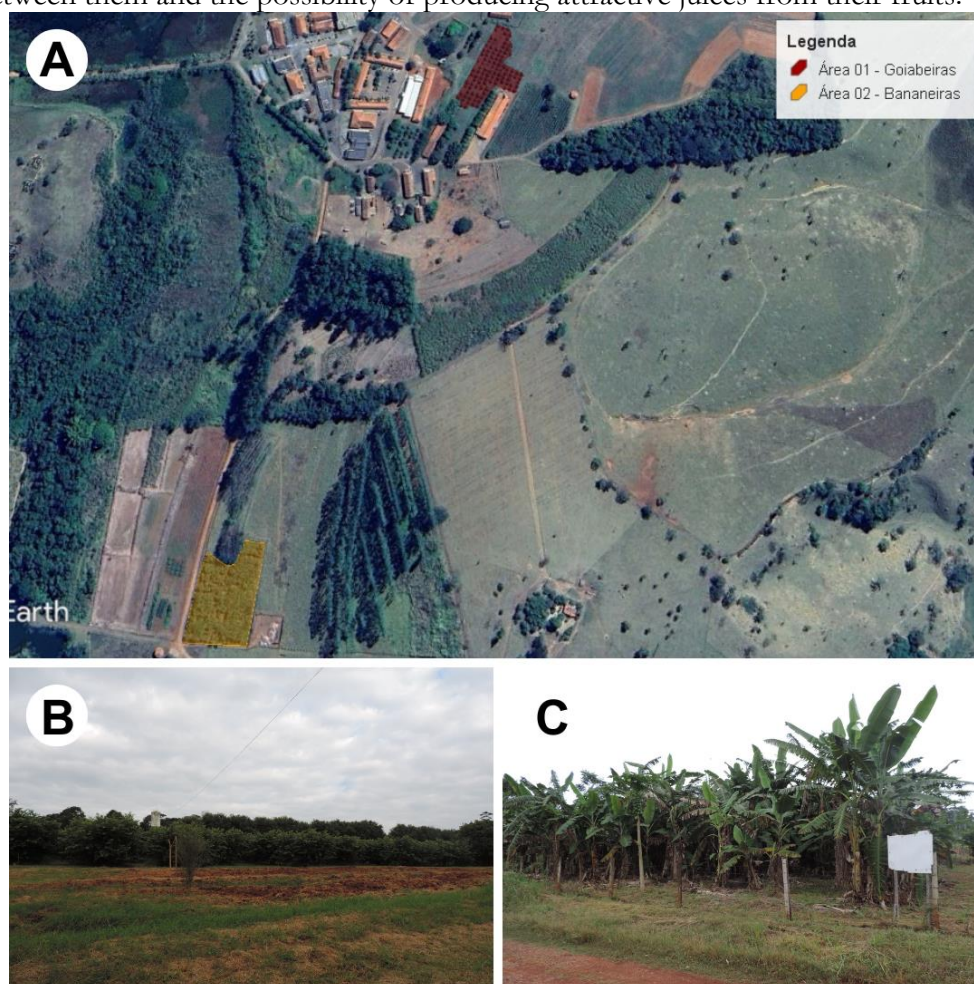 between them and the possibility of producing attractive juices from their fruits.
A
Legenda
Área 01 - Goiabeiras
Área 02 - Bananeiras
Earth
B
C